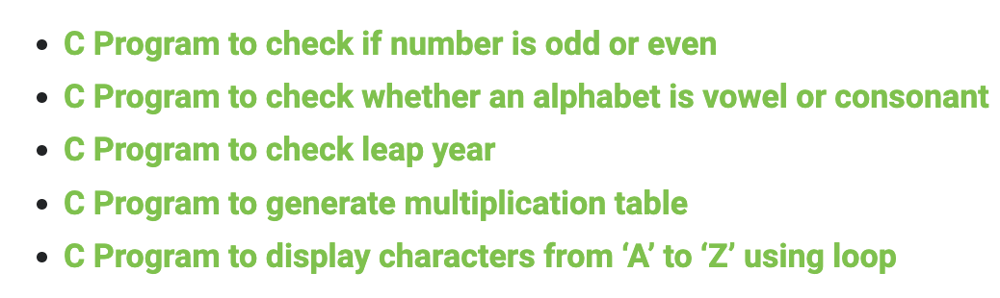 • C Program to check if number is odd or even
• C Program to check whether an alphabet is vowel or consonant
• C Program to check leap year
• C Program to generate multiplication table
• C Program to display characters from ‘A’ to ‘Z’ using loop